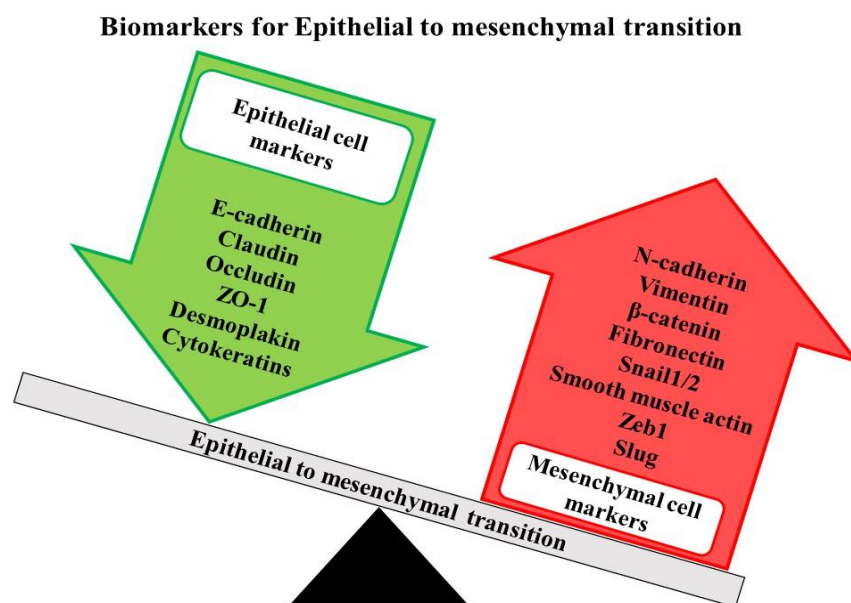 Biomarkers for Epithelial to mesenchymal transition
Epithelial cell
markers
E-cadherin
Claudin
Occludin
ZO-1
Desmoplakin
Cytokeratins
N-cadherin
Vimentin
β-catenin
Fibronectin
Snail1/2
Smooth muscle actin
Zeb1
Slug
Mesenchymal cell
markers
Epithelial to mesenchymal transition